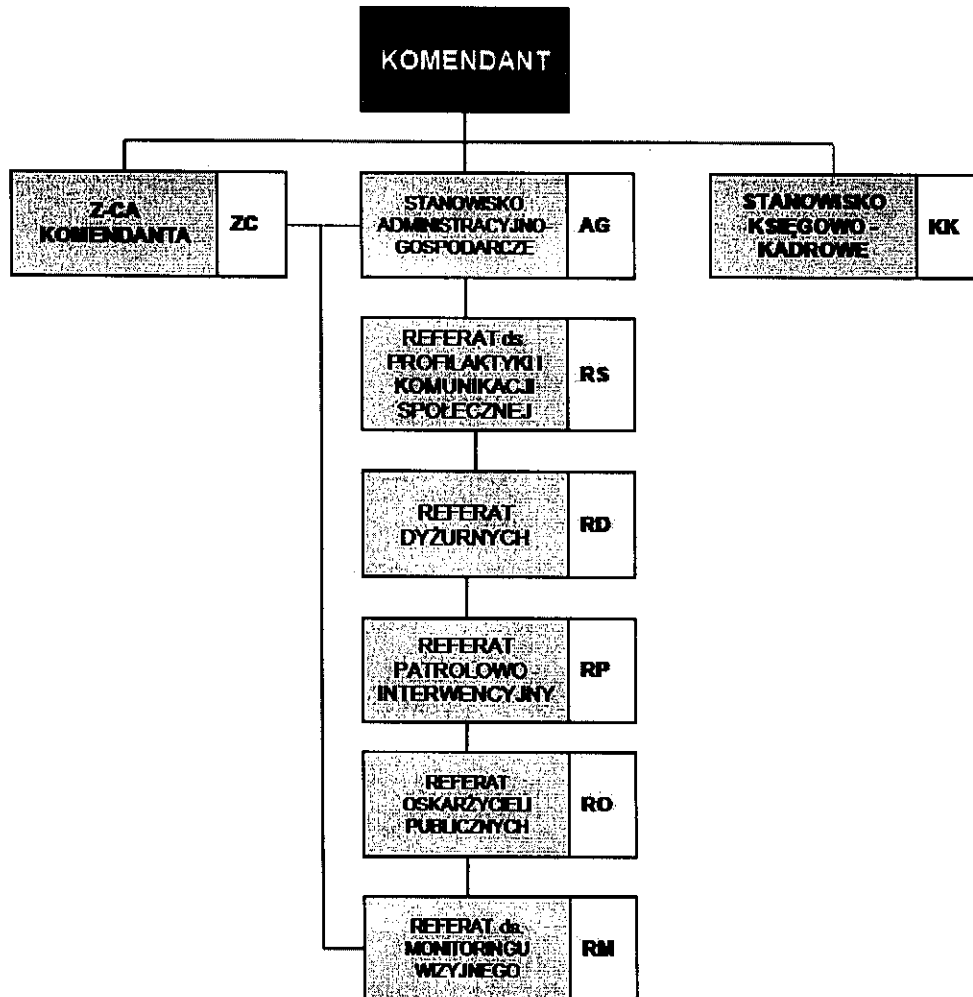 KOMENDANT
Z-CA
KOMENDANTA
ZC
STANOWISKO
ADMINISTRACYJNO-
GOSPODARCZE
AG
STANOWISKO
KSIĘGOWO -
KADROWE
KK
REFERAT ds.
PROFILAKTYKI I
KOMUNIKACJI
SPOŁECZNEJ
RS
REFERAT
DYŻURNYCH
RD
REFERAT
PATROLOWO -
INTERWENCYJNY
RP
REFERAT
OSKARŻYCIELI
PUBLICZNYCH
RO
REFERAT ds.
MONITORINGU
WIZYJNEGO
RM